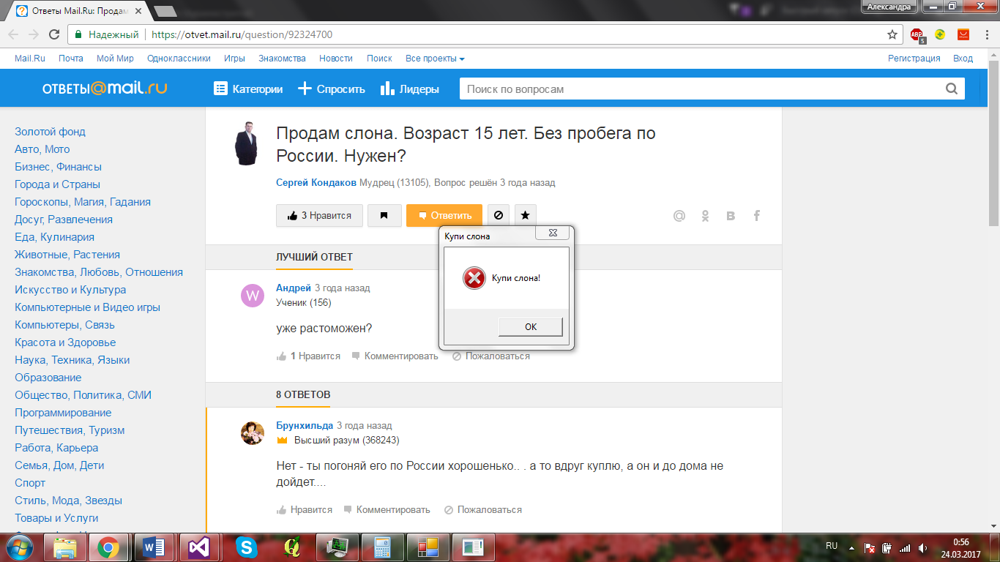 Ответы Mail.Ru: Продам
Александра
Надежный
https://otvet.mail.ru/question/92324700
ABP
5
Mail.Ru Почта Мой Мир Одноклассники Игры Знакомства Новости Поиск Все проекты
Регистрация Вход
ответы@mail.ru
Категории Спросить Лидеры
Поиск по вопросам
Золотой фонд
Авто, Мото
Бизнес, Финансы
Города и Страны
Гороскопы, Магия, Гадания
Досуг, Развлечения
Еда, Кулинария
Животные, Растения
Знакомства, Любовь, Отношения
Искусство и Культура
Компьютерные и Видео игры
Компьютеры, Связь
Красота и Здоровье
Наука, Техника, Языки
Образование
Общество, Политика, СМИ
Программирование
Путешествия, Туризм
Работа, Карьера
Семья, Дом, Дети
Спорт
Стиль, Мода, Звезды
Товары и Услуги
Продам слона. Возраст 15 лет. Без пробега по
России. Нужен?
Сергей Кондаков Мудрец (13105), Вопрос решён 3 года назад
3 Нравится
Ответить
ЛУЧШИЙ ОТВЕТ
W
Андрей 3 года назад
Ученик (156)
уже растоможен?
1 Нравится Комментировать Пожаловаться
Купи слона
Купи слона!
OK
8 ОТВЕТОВ
Брунхильда 3 года назад
Высший разум (368243)
Нет - ты погоняй его по России хорошенько.. . а то вдруг куплю, а он и до дома не
дойдет....
Нравится Комментировать Пожаловаться
RU
0:56
24.03.2017